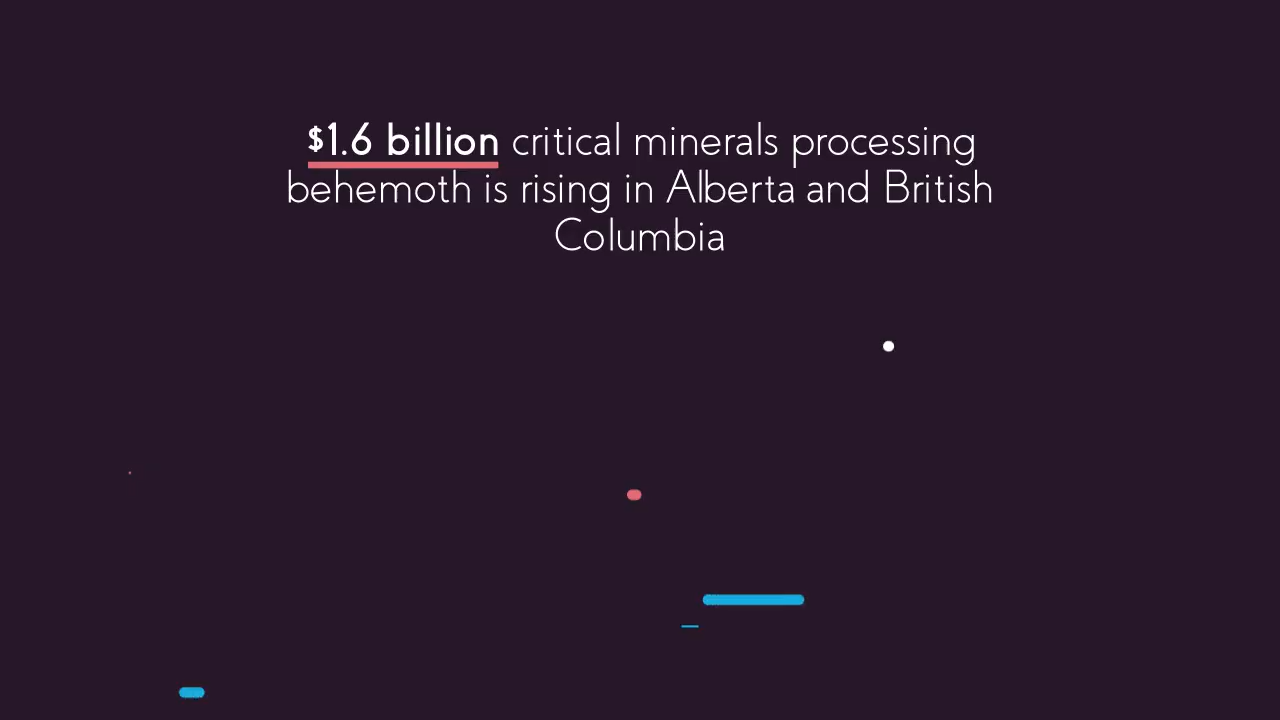 $1.6 billion critical minerals processing
behemoth is rising in Alberta and British
Columbia